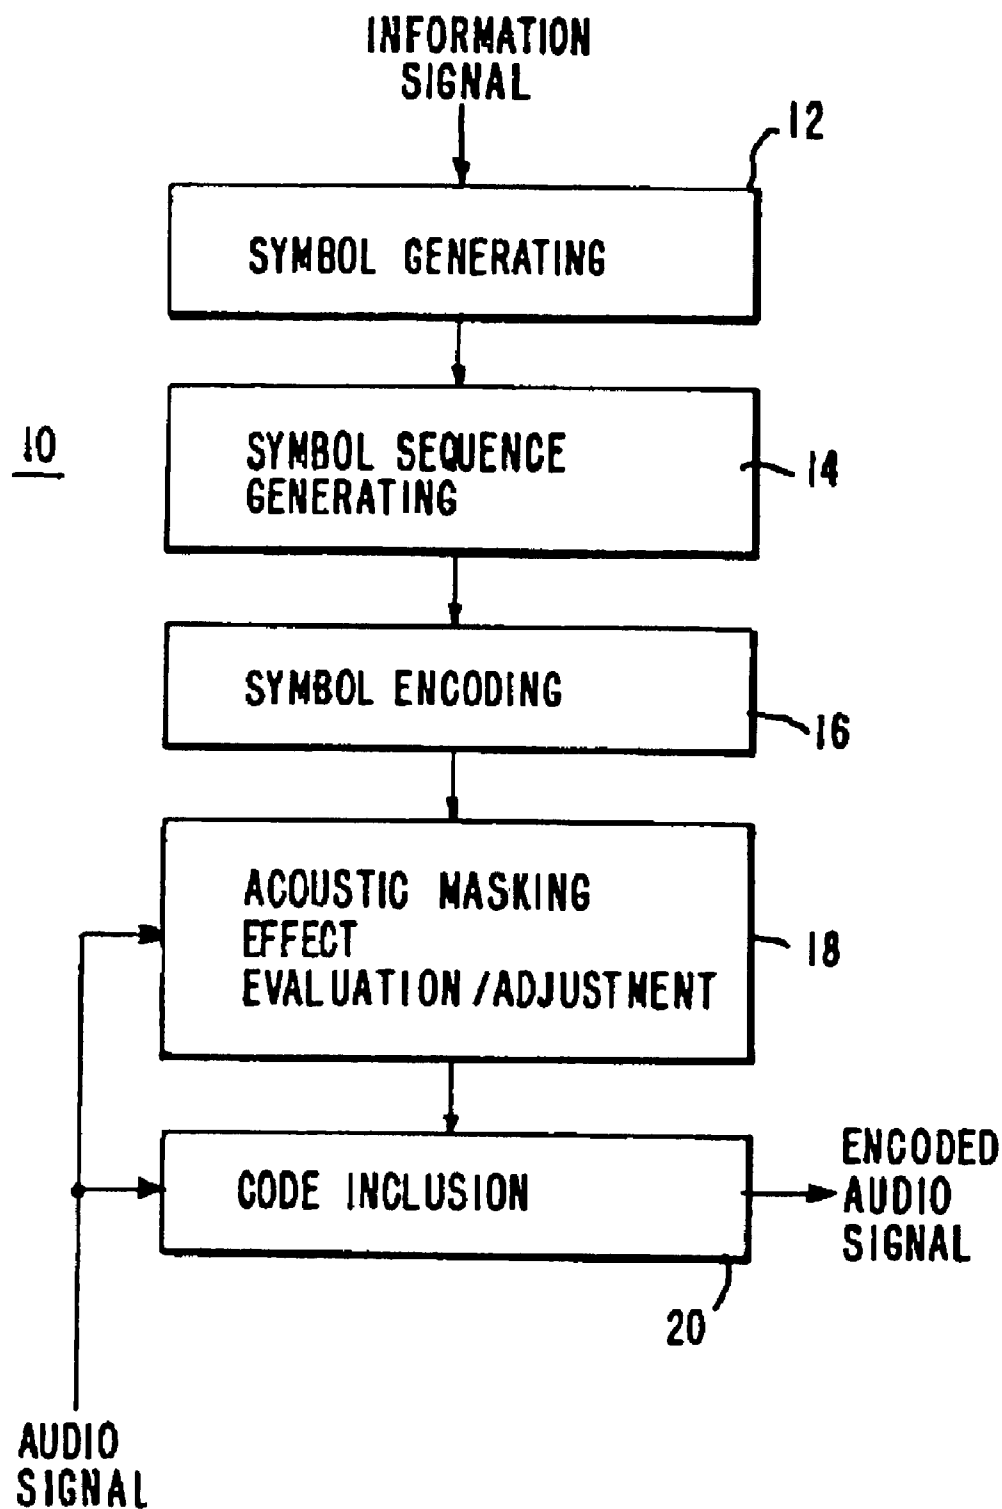 INFORMATION
SIGNAL
12
SYMBOL GENERATING
10
SYMBOL SEQUENCE
GENERATING
14
SYMBOL ENCODING
16
ACOUSTIC MASKING
EFFECT
EVALUATION/ADJUSTMENT
18
CODE INCLUSION
ENCODED
AUDIO
SIGNAL
20
AUDIO
SIGNAL